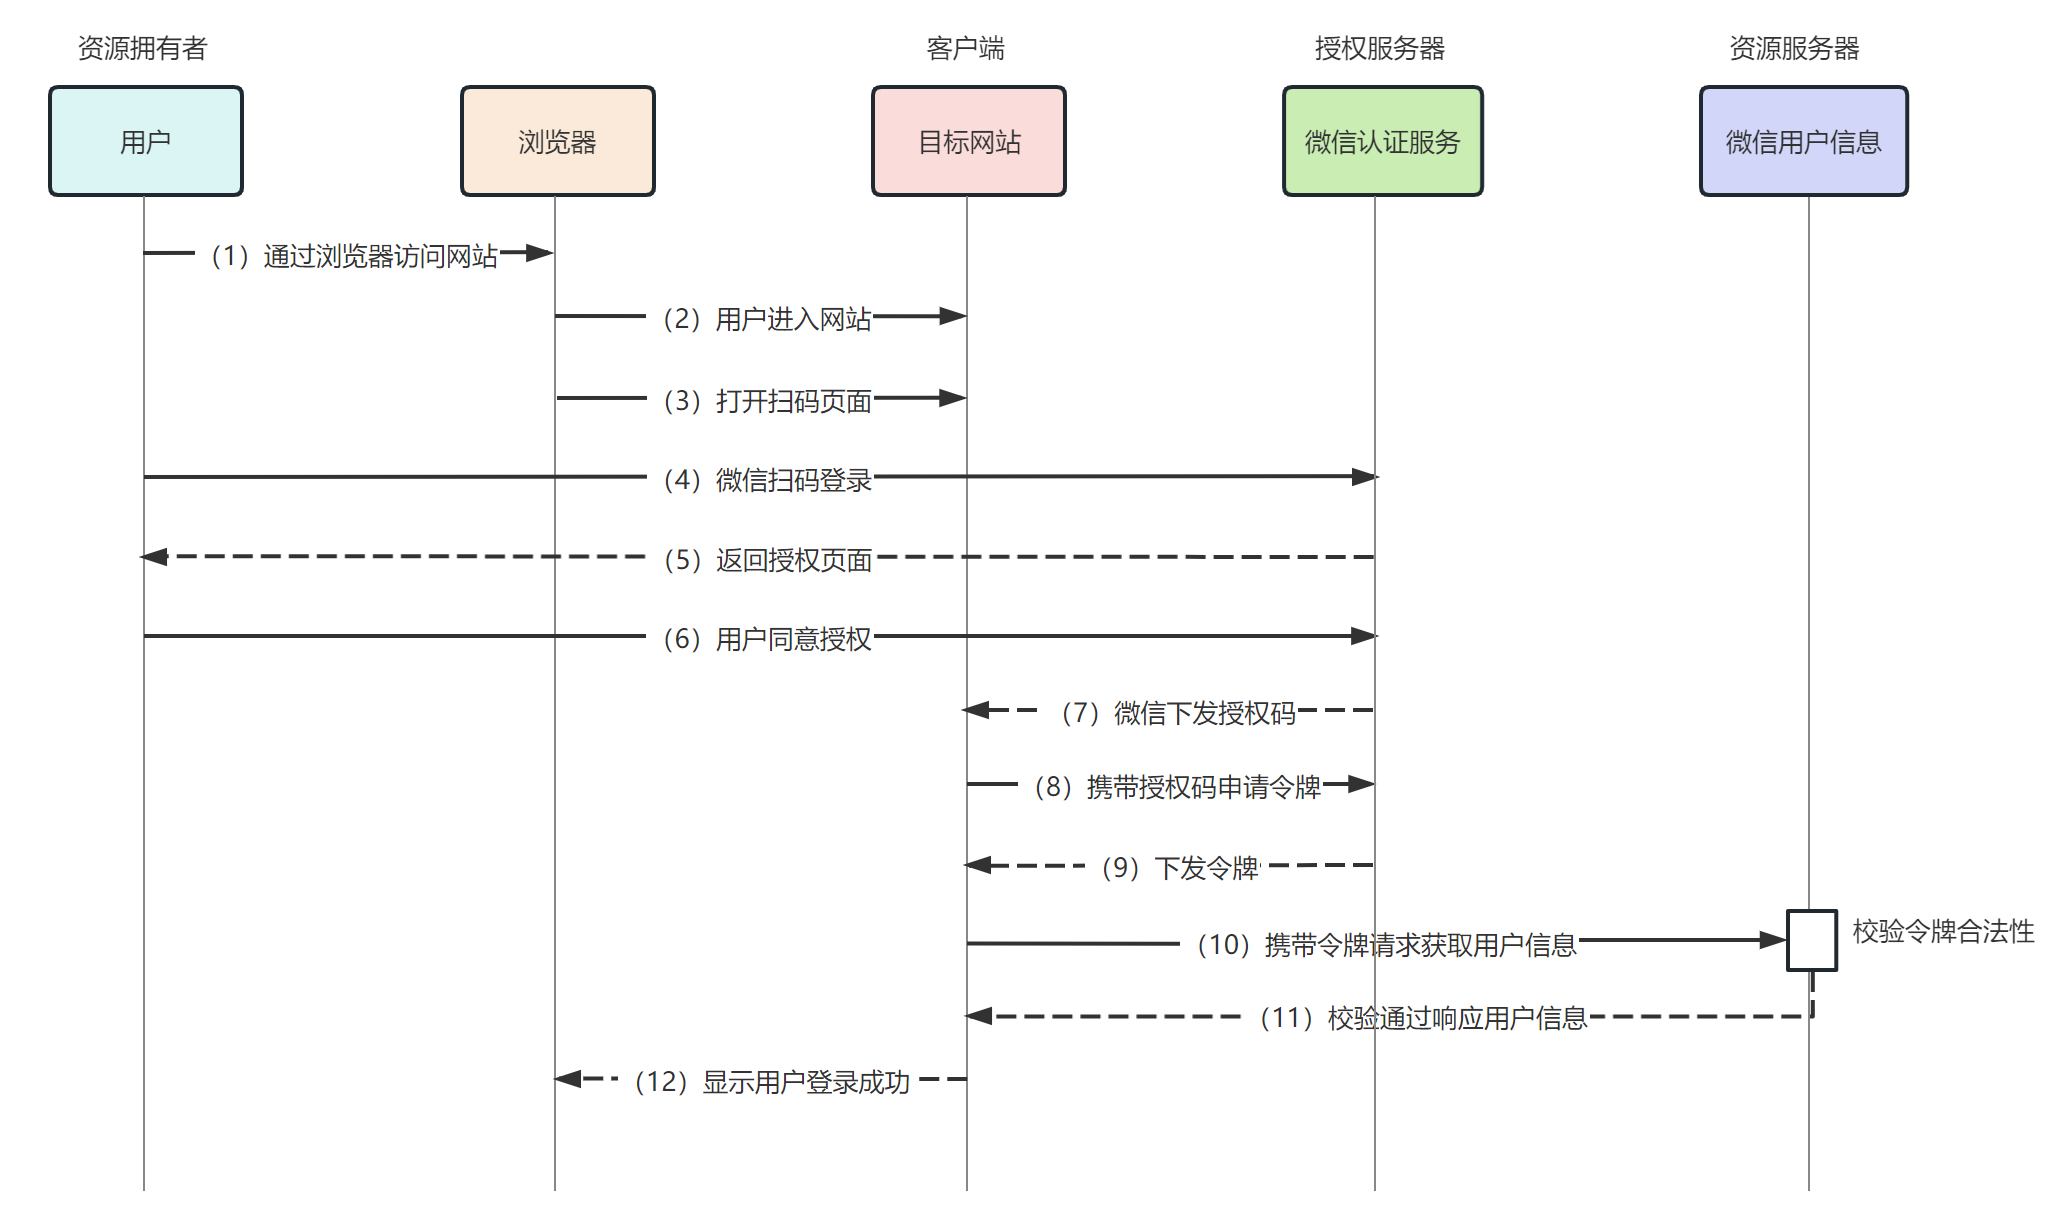 资源拥有者
客户端
授权服务器
资源服务器
用户
浏览器
目标网站
微信认证服务
微信用户信息
（1）通过浏览器访问网站
（2）用户进入网站
（3）打开扫码页面
（4）微信扫码登录
（5）返回授权页面
（6）用户同意授权
（7）微信下发授权码
（8）携带授权码申请令牌
（9）下发令牌
（10）携带令牌请求获取用户信息
校验令牌合法性
（11）校验通过响应用户信息
（12）显示用户登录成功